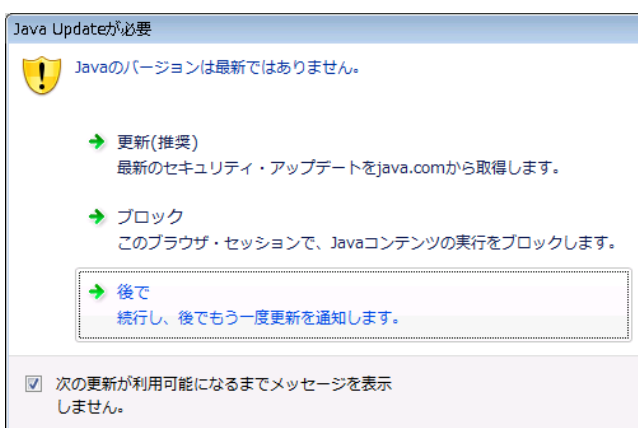 Java Updateが必要
Javaのバージョンは最新ではありません。
更新(推奨)
最新のセキュリティ・アップデートをjava.comから取得します。
ブロック
このブラウザ・セッションで、Javaコンテンツの実行をブロックします。
後で
続行し、後でもう一度更新を通知します。
次の更新が利用可能になるまでメッセージを表示
しません。